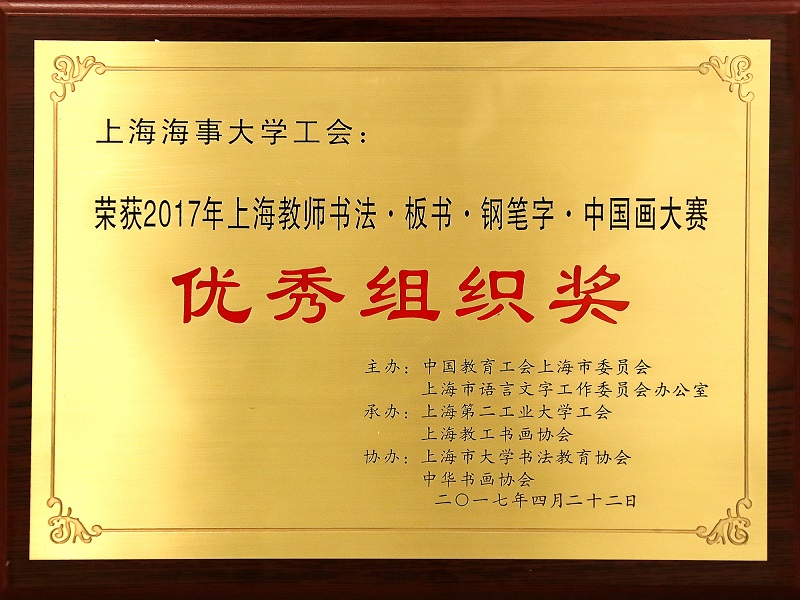 上海海事大学工会：
荣获2017年上海教师书法·板书·钢笔字·中国画大赛
优秀组织奖
主办：中国教育工会上海市委员会
上海市语言文字工作委员会办公室
承办：上海第二工业大学工会
上海教工书画协会
协办：上海市大学书法教育协会
中华书画协会
二〇一七年四月二十二日